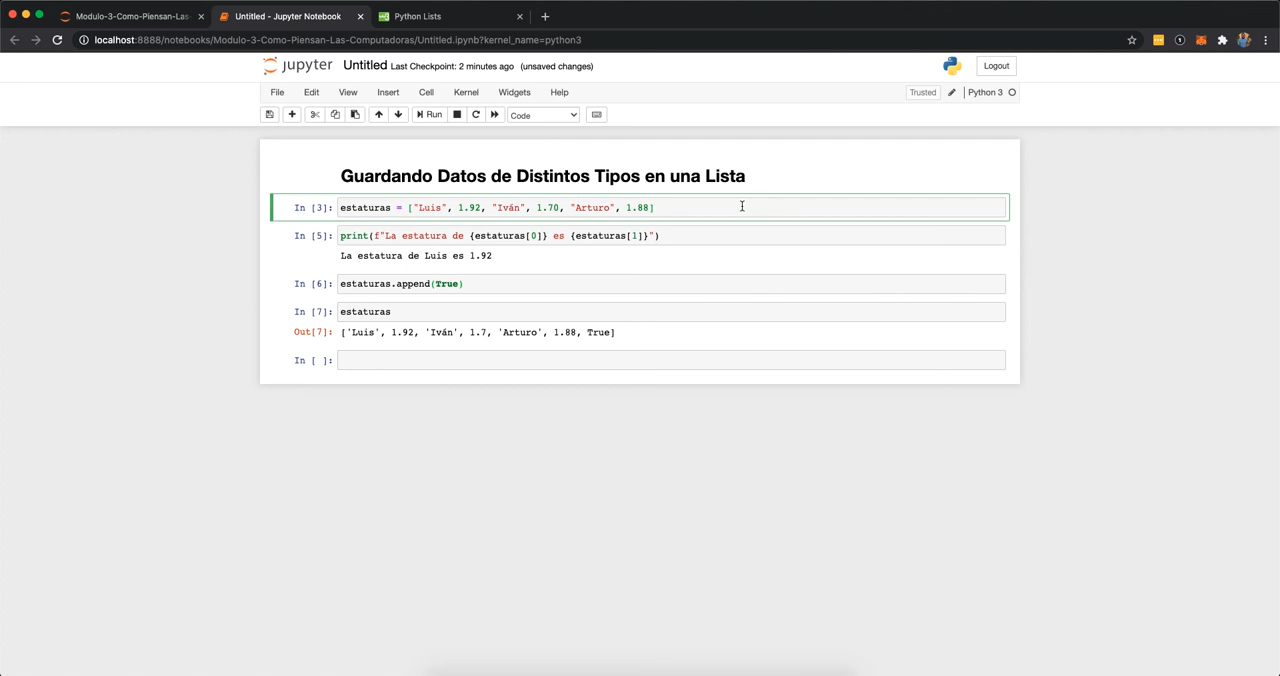 Modulo-3-Como-Piensan-Las-
Untitled - Jupyter Notebook
Python Lists
localhost:8888/notebooks/Modulo-3-Como-Piensan-Las-Computadoras/Untitled.ipynb?kernel_name=python3
jupyter Untitled Last Checkpoint: 2 minutes ago (unsaved changes)
Logout
File Edit View Insert Cell Kernel Widgets Help
Trusted Python 3
Run Code
Guardando Datos de Distintos Tipos en una Lista
In [3]: estaturas = ["Luis", 1.92, "Iván", 1.70, "Arturo", 1.88]
In [5]: print(f"La estatura de {estaturas[0]} es {estaturas[1]}")
La estatura de Luis es 1.92
In [6]: estaturas.append(True)
In [7]: estaturas
Out[7]: ['Luis', 1.92, 'Iván', 1.7, 'Arturo', 1.88, True]
In [ ]: